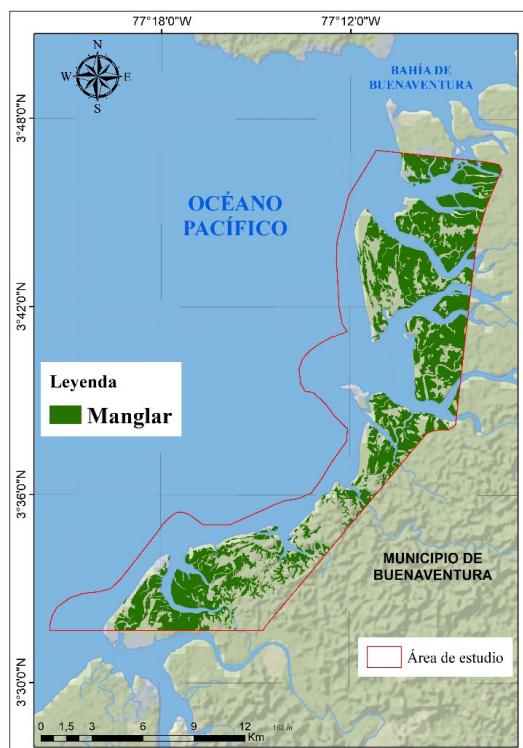 77°18'0"W 77°12'0"W
N
W E
S
BAHÍA DE
BUENAVENTURA
3°48'0"N
OCÉANO
PACÍFICO
3°42'0"N
Leyenda
Manglar
3°36'0"N
MUNICIPIO DE
BUENAVENTURA
Área de estudio
3°30'0"N
0 1,5 3 6 9 12
Km
162 m